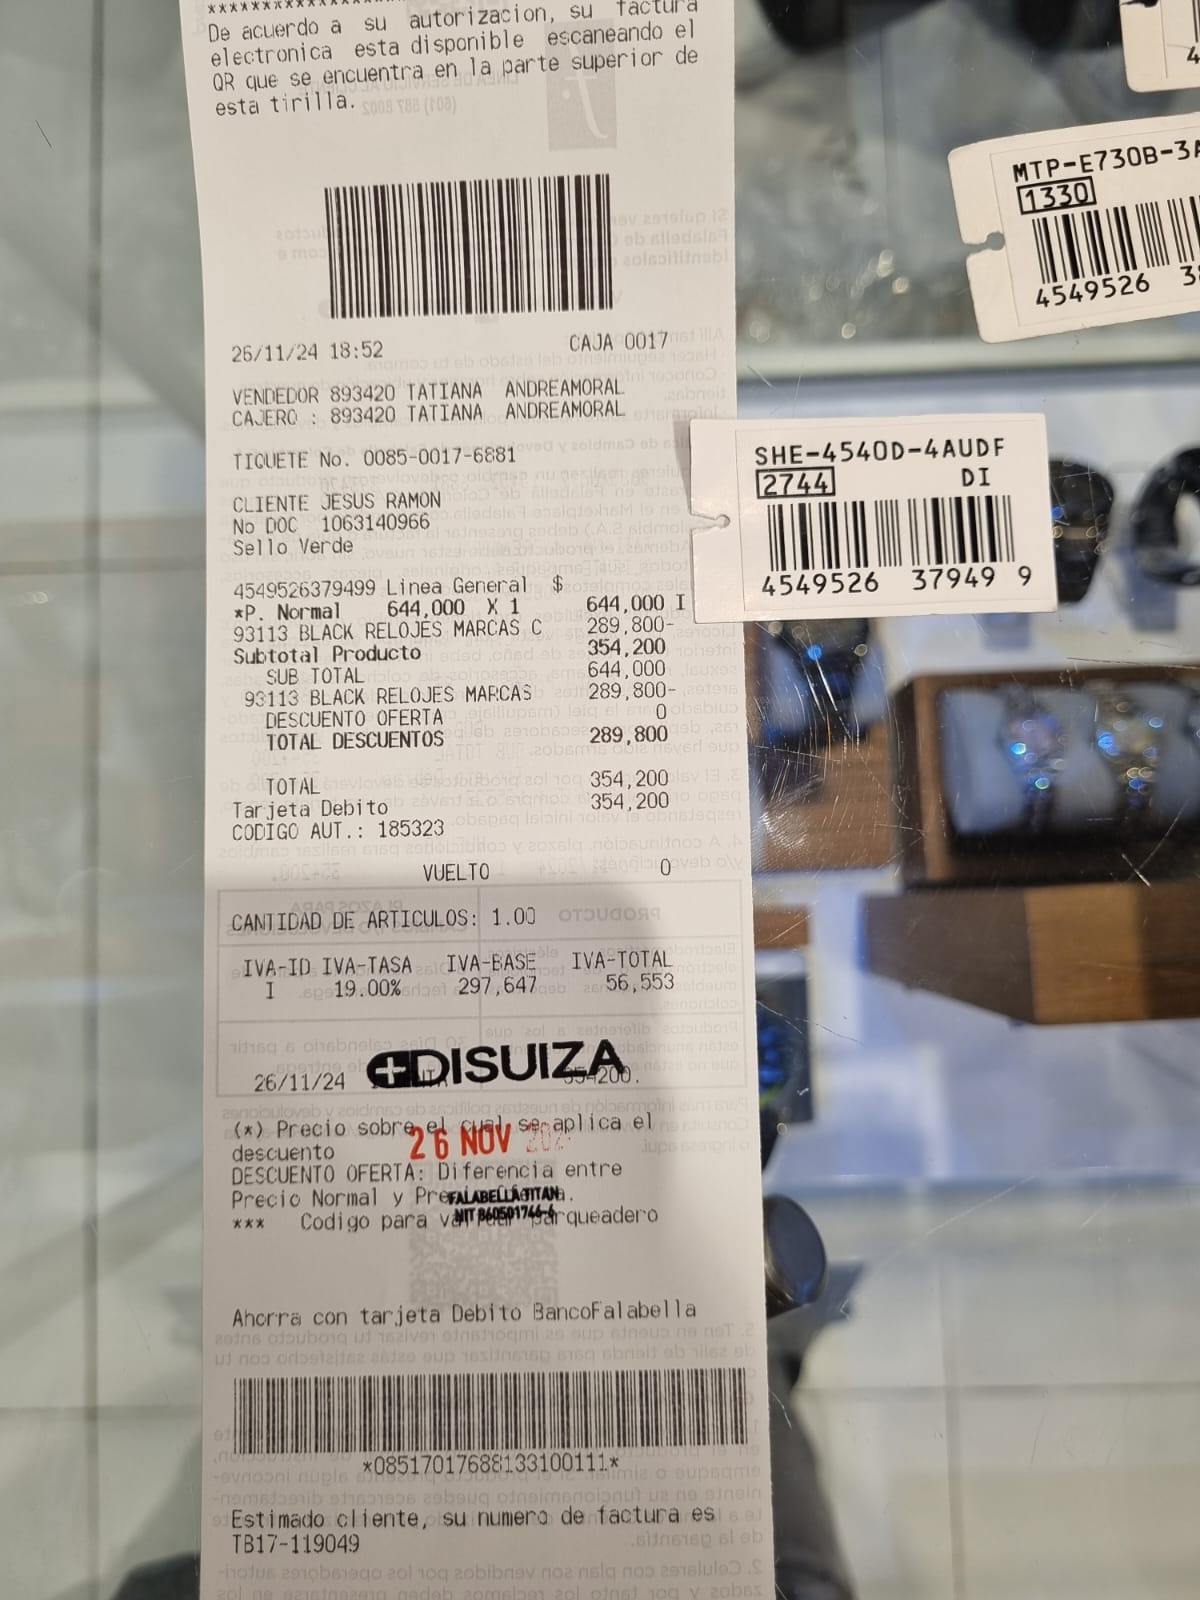 De acuerdo a su autorizacion, su factura
electronica esta disponible escaneando el
QR que se encuentra en la parte superior de
esta tirilla.
26/11/24 18:52 CAJA 0017
VENDEDOR 893420 TATIANA ANDREAMORAL
CAJERO : 893420 TATIANA ANDREAMORAL
TIQUETE No. 0085-0017-6881
CLIENTE JESUS RAMON
No DOC 1063140966
Sello Verde
4549526379499 Linea General $
*P. Normal 644,000 X 1 644,000 I
93113 BLACK RELOJES MARCAS C 289,800-
Subtotal Producto 354,200
SUB TOTAL 644,000
93113 BLACK RELOJES MARCAS 289,800-
DESCUENTO OFERTA 0
TOTAL DESCUENTOS 289,800
TOTAL 354,200
Tarjeta Debito 354,200
CODIGO AUT.: 185323
VUELTO 0
CANTIDAD DE ARTICULOS: 1.00
IVA-ID IVA-TASA IVA-BASE IVA-TOTAL
I 19.00% 297,647 56,553
DISUIZA
26/11/24 354200.
(*) Precio sobre el cual se aplica el
26 NOV
descuento
DESCUENTO OFERTA: Diferencia entre
Precio Normal y
FALABELLA TITAN
NIT 860501746-6
*** Codigo para parqueadero
Ahorra con tarjeta Debito BancoFalabella
*08517017688133100111*
Estimado cliente, su numero de factura es
TB17-119049
MTP-E730B-3A
1330
4549526 3
SHE-4540D-4AUDF
2744 DI
4549526 37949 9